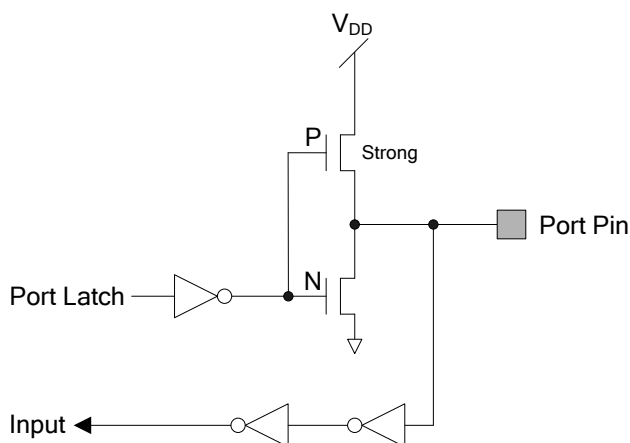 VDD
P
Strong
Port Pin
N
Port Latch
Input